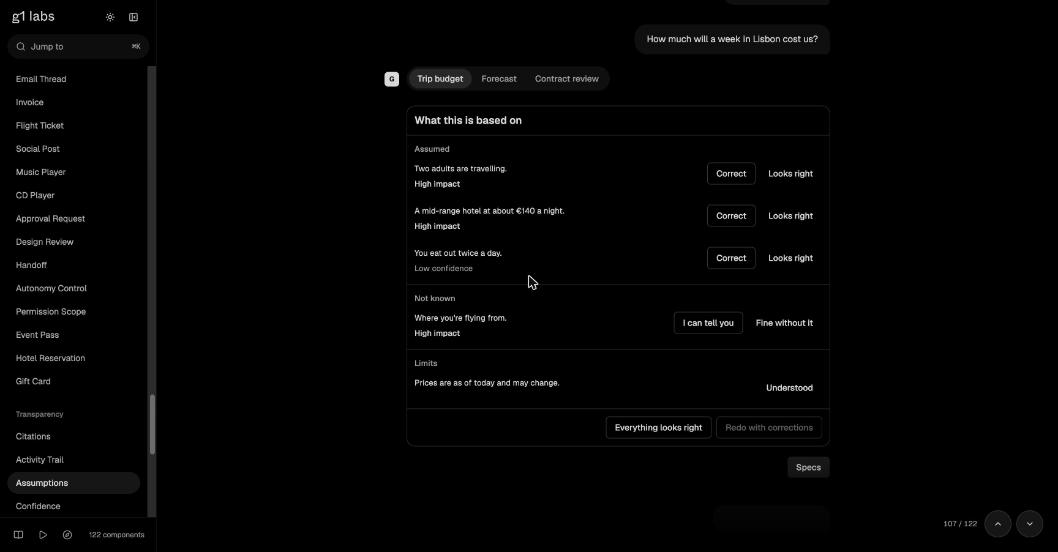 g1 labs
Jump to
⌘K
Email Thread
Invoice
Flight Ticket
Social Post
Music Player
CD Player
Approval Request
Design Review
Handoff
Autonomy Control
Permission Scope
Event Pass
Hotel Reservation
Gift Card
Transparency
Citations
Activity Trail
Assumptions
Confidence
122 components
How much will a week in Lisbon cost us?
G
Trip budget Forecast Contract review
What this is based on
Assumed
Two adults are travelling.
High impact
Correct Looks right
A mid-range hotel at about €140 a night.
High impact
Correct Looks right
You eat out twice a day.
Low confidence
Correct Looks right
Not known
Where you're flying from.
High impact
I can tell you Fine without it
Limits
Prices are as of today and may change.
Understood
Everything looks right Redo with corrections
Specs
107 / 122